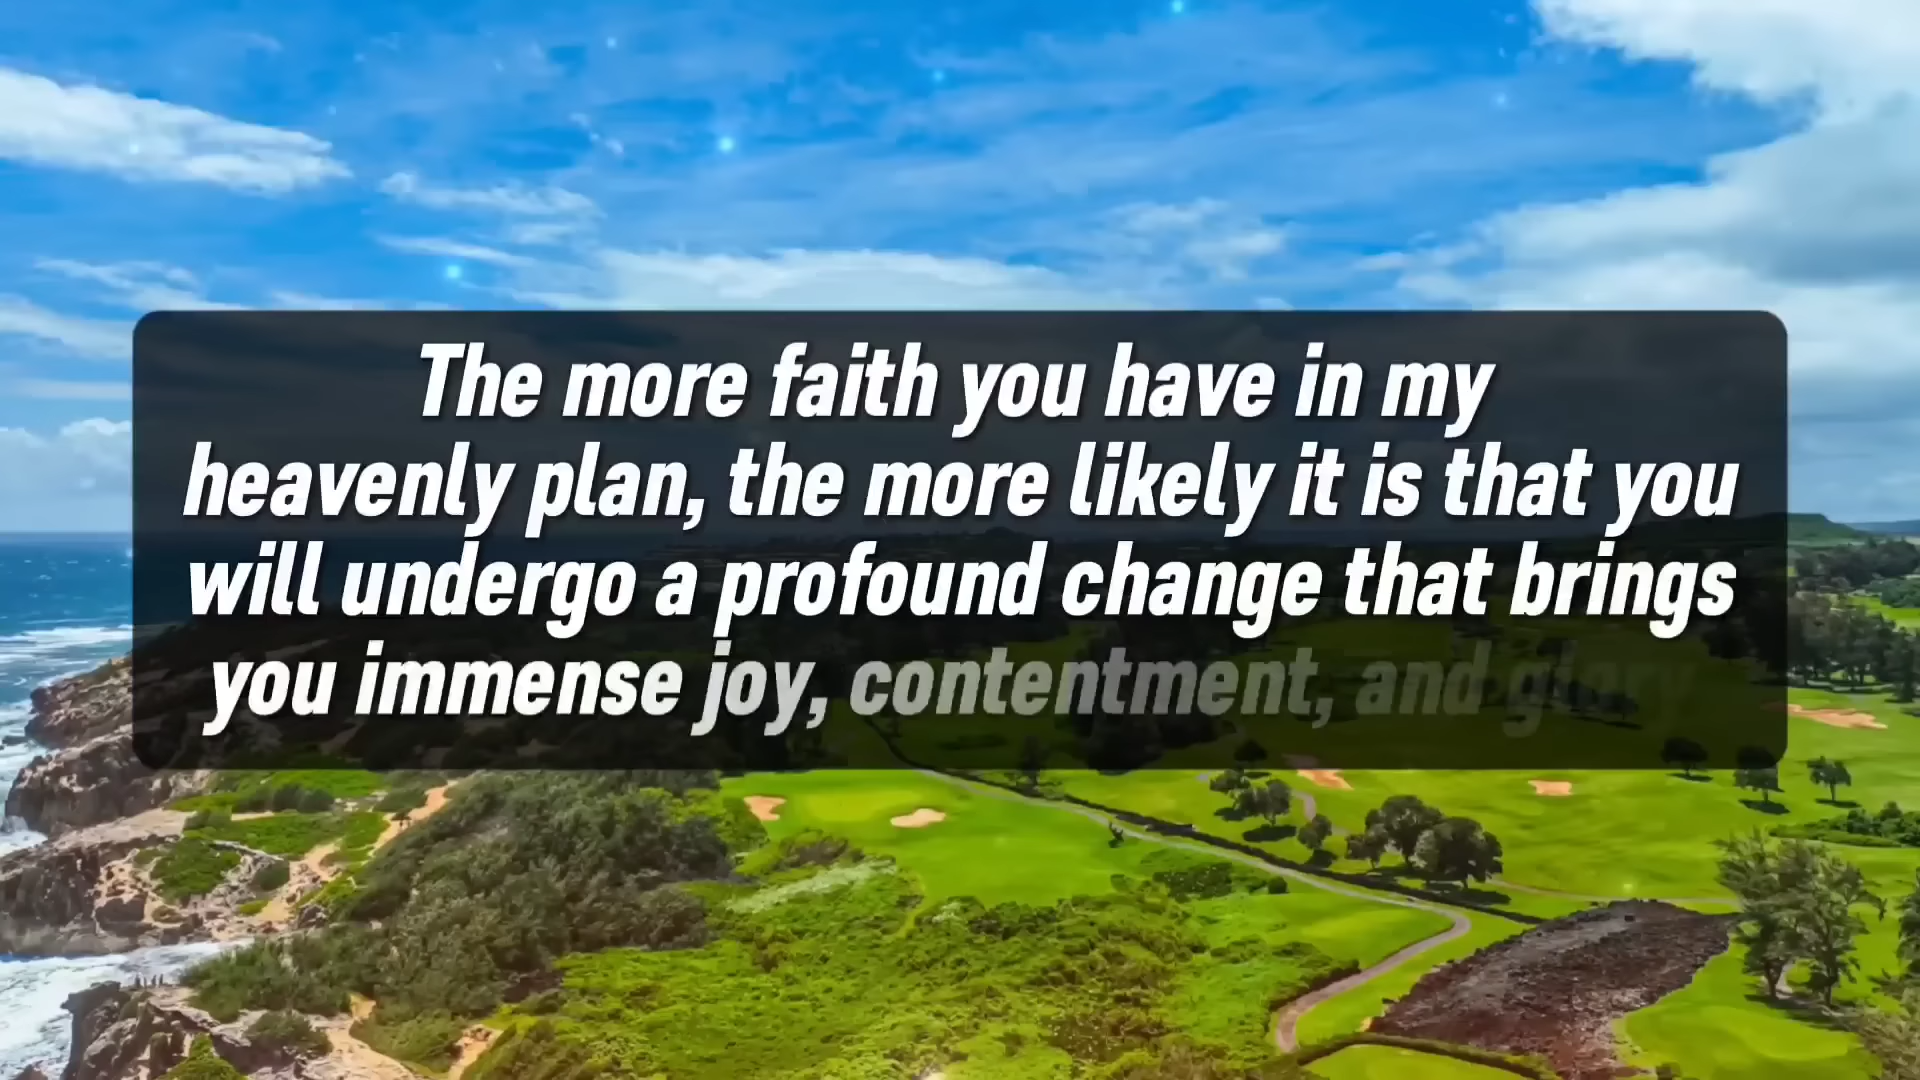 The more faith you have in my
heavenly plan, the more likely it is that you
will undergo a profound change that brings
you immense joy, contentment, and glory